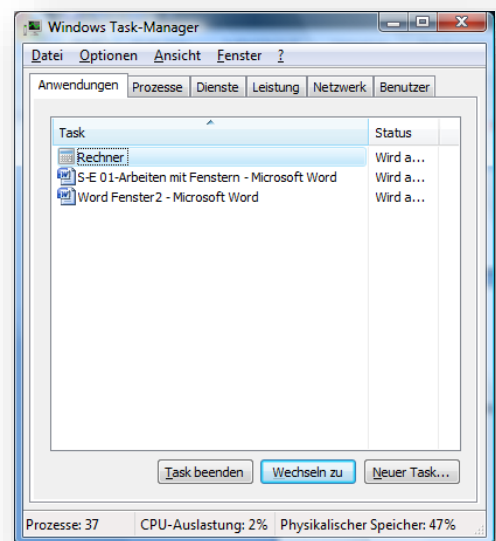 Windows Task-Manager
Datei Optionen Ansicht Fenster ?
Anwendungen Prozesse Dienste Leistung Netzwerk Benutzer
Task Status
Rechner Wird a...
S-E 01-Arbeiten mit Fenstern - Microsoft Word Wird a...
Word Fenster2 - Microsoft Word Wird a...
Task beenden Wechseln zu Neuer Task...
Prozesse: 37 CPU-Auslastung: 2% Physikalischer Speicher: 47%